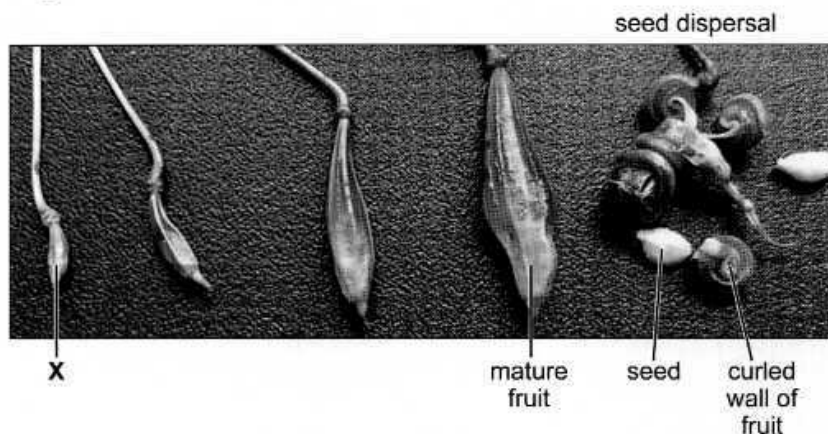 seed dispersal
X
mature
fruit
seed
curled
wall of
fruit